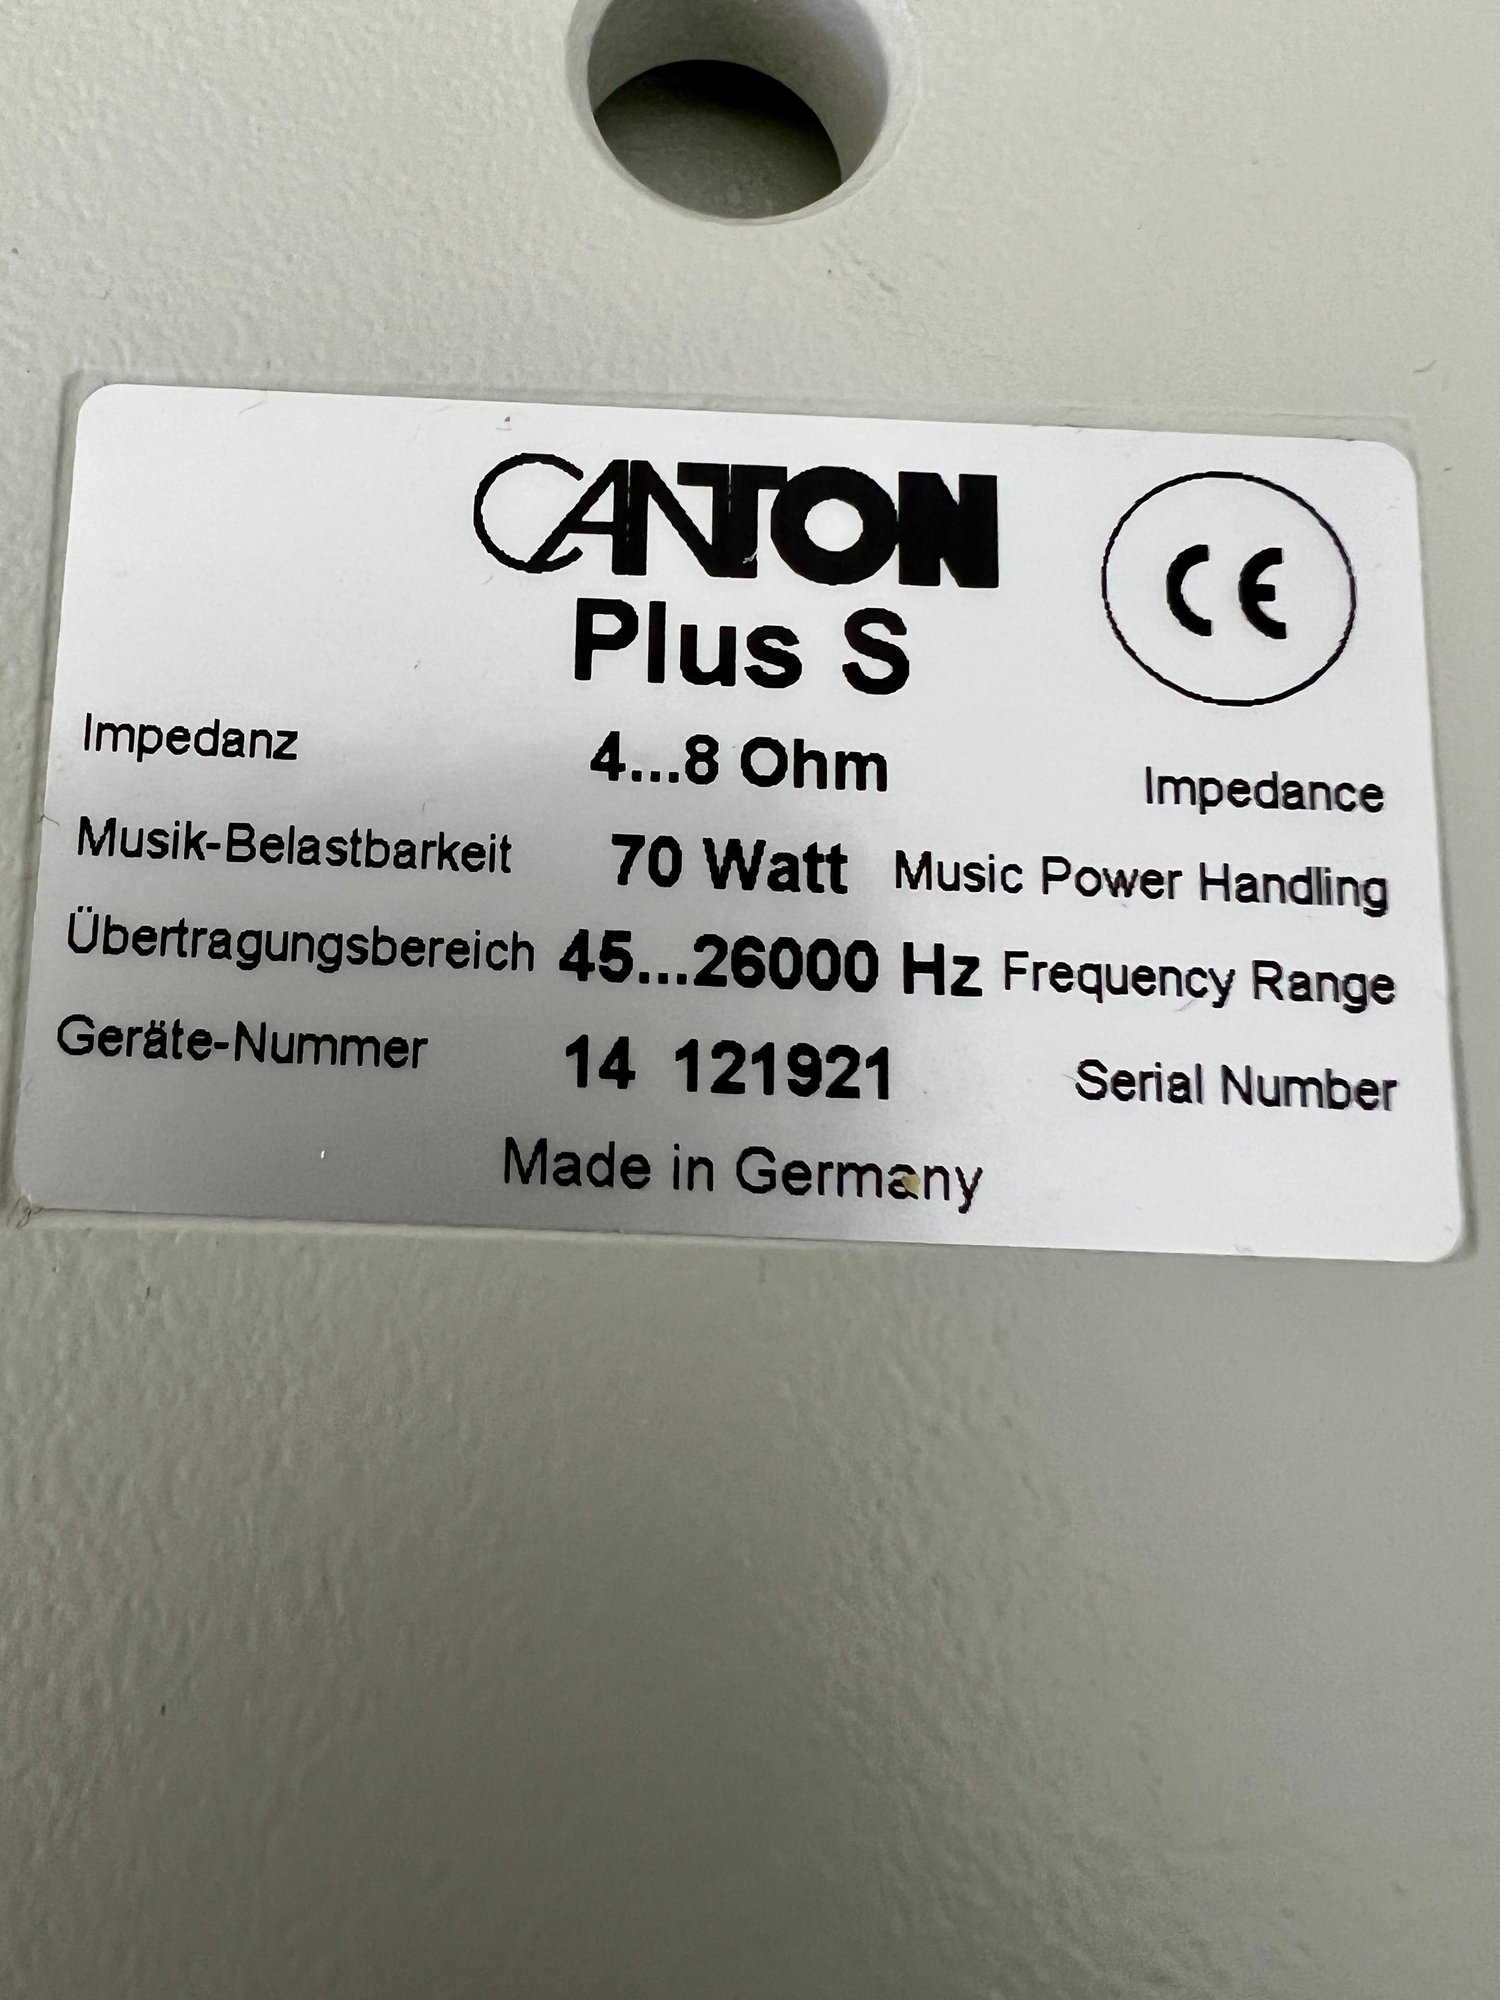 CANTON
CE
Plus S
Impedanz 4...8 Ohm Impedance
Musik-Belastbarkeit 70 Watt Music Power Handling
Übertragungsbereich 45...26000 Hz Frequency Range
Geräte-Nummer 14 121921 Serial Number
Made in Germany